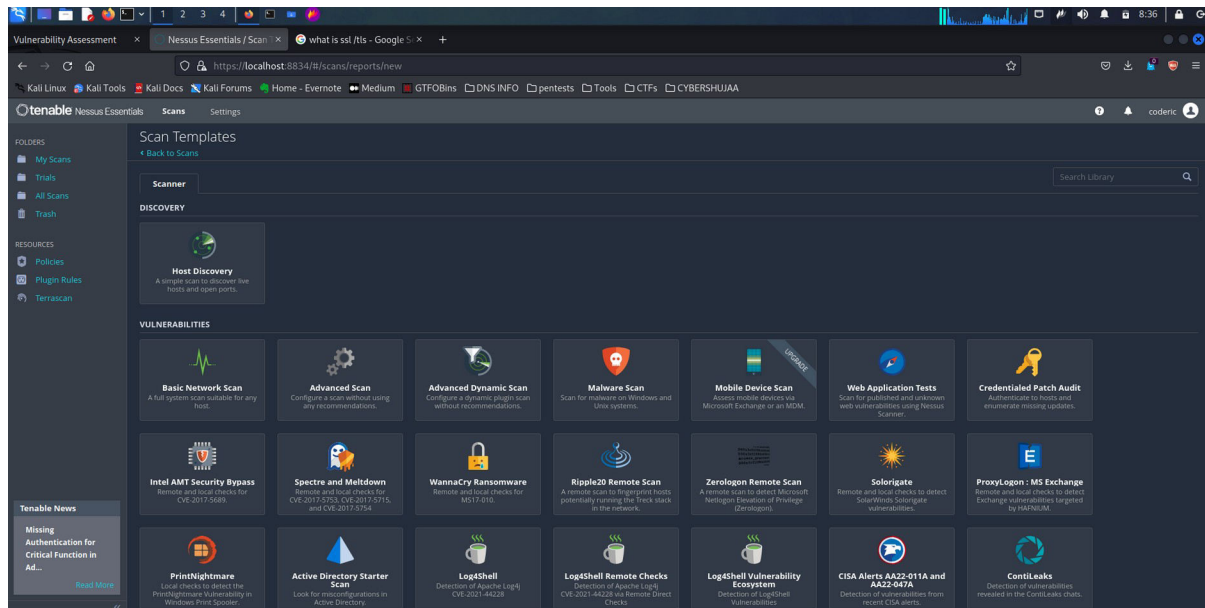 1 2 3 4
8:36
Vulnerability Assessment
Nessus Essentials / Scan T
what is ssl /tls - Google S
https://localhost:8834/#/scans/reports/new
Kali Linux Kali Tools Kali Docs Kali Forums Home - Evernote Medium GTFOBins DNS INFO pentests Tools CTFs CYBERSHUJAA
tenable Nessus Essentials Scans Settings coderic
FOLDERS
My Scans
Trials
All Scans
Trash
RESOURCES
Policies
Plugin Rules
Terrascan
Tenable News
Missing
Authentication for
Critical Function in
Ad...
Read More
Scan Templates
Back to Scans
Scanner
Search Library
DISCOVERY
Host Discovery
A simple scan to discover live
hosts and open ports.
VULNERABILITIES
Basic Network Scan
A full system scan suitable for any
host.
Advanced Scan
Configure a scan without using
any recommendations.
Advanced Dynamic Scan
Configure a dynamic plugin scan
without recommendations.
Malware Scan
Scan for malware on Windows and
Unix systems.
UPGRADE
Mobile Device Scan
Assess mobile devices via
Microsoft Exchange or an MDM.
Web Application Tests
Scan for published and unknown
web vulnerabilities using Nessus
Scanner.
Credentialed Patch Audit
Authenticate to hosts and
enumerate missing updates.
Intel AMT Security Bypass
Remote and local checks for
CVE-2017-5689.
Spectre and Meltdown
Remote and local checks for
CVE-2017-5753, CVE-2017-5715,
and CVE-2017-5754
WannaCry Ransomware
Remote and local checks for
MS17-010.
Ripple20 Remote Scan
A remote scan to fingerprint hosts
potentially running the Treck stack
in the network.
Zerologon Remote Scan
A remote scan to detect Microsoft
Netlogon Elevation of Privilege
(Zerologon).
Solorigate
Remote and local checks to detect
SolarWinds Solorigate
vulnerabilities.
ProxyLogon : MS Exchange
Remote and local checks to detect
Exchange vulnerabilities targeted
by HAFNIUM.
PrintNightmare
Local checks to detect the
PrintNightmare Vulnerability in
Windows Print Spooler.
Active Directory Starter
Scan
Look for misconfigurations in
Active Directory.
Log4Shell
Detection of Apache Log4j
CVE-2021-44228
Log4Shell Remote Checks
Detection of Apache Log4j
CVE-2021-44228 via Remote Direct
Checks
Log4Shell Vulnerability
Ecosystem
Detection of Log4Shell
Vulnerabilities
CISA Alerts AA22-011A and
AA22-047A
Detection of vulnerabilities from
recent CISA alerts.
ContiLeaks
Detection of vulnerabilities
revealed in the ContiLeaks chats.